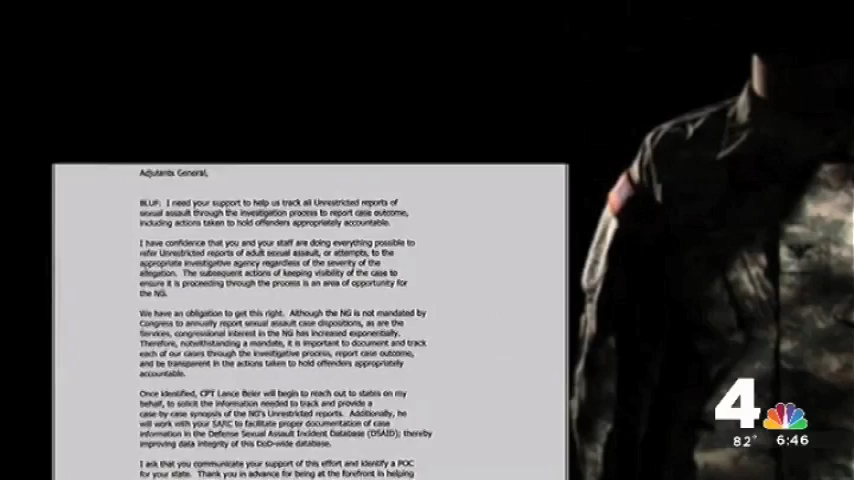 Adjutants General,
BLUF: I need your support to help us track all Unrestricted reports of
sexual assault through the investigation process to report case outcome,
including actions taken to hold offenders appropriately accountable.
I have confidence that you and your staff are doing everything possible to
refer Unrestricted reports of adult sexual assault, or attempts, to the
appropriate investigative agency regardless of the severity of the
allegation. The subsequent actions of keeping visibility of the case to
ensure it is proceeding through the process is an area of opportunity for
the NG.
We have an obligation to get this right. Although the NG is not mandated by
Congress to annually report sexual assault case dispositions, as are the
Services, congressional interest in the NG has increased exponentially.
Therefore, notwithstanding a mandate, it is important to document and track
each of our cases through the investigative process, report case outcome,
and be transparent in the actions taken to hold offenders appropriately
accountable.
Once identified, CPT Lance Beier will begin to reach out to states on my
behalf, to solicit the information needed to track and provide a
case-by-case synopsis of the NG's Unrestricted reports. Additionally, he
will work with your SARC to facilitate proper documentation of case
information in the Defense Sexual Assault Incident Database (DSAID); thereby
improving data integrity of this DoD-wide database.
I ask that you communicate your support of this effort and identify a POC
for your state. Thank you in advance for being at the forefront in helping
4
82° 6:46